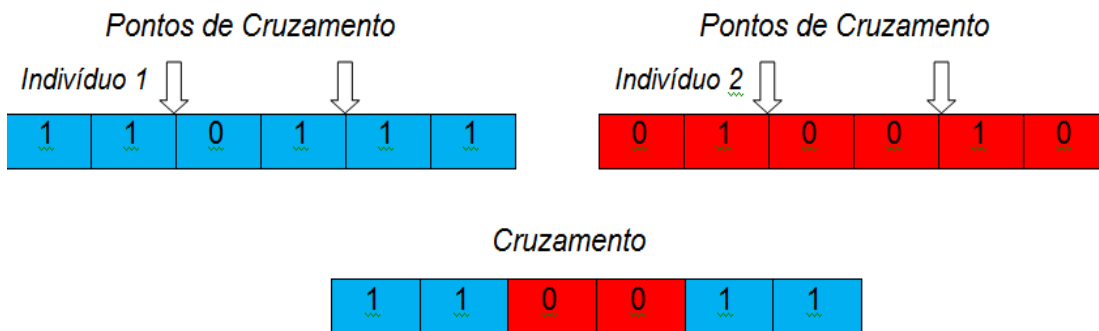 Pontos de Cruzamento
Pontos de Cruzamento
Indivíduo 1
Indivíduo 2
1 1 0 1 1 1
0 1 0 0 1 0
Cruzamento
1 1 0 0 1 1